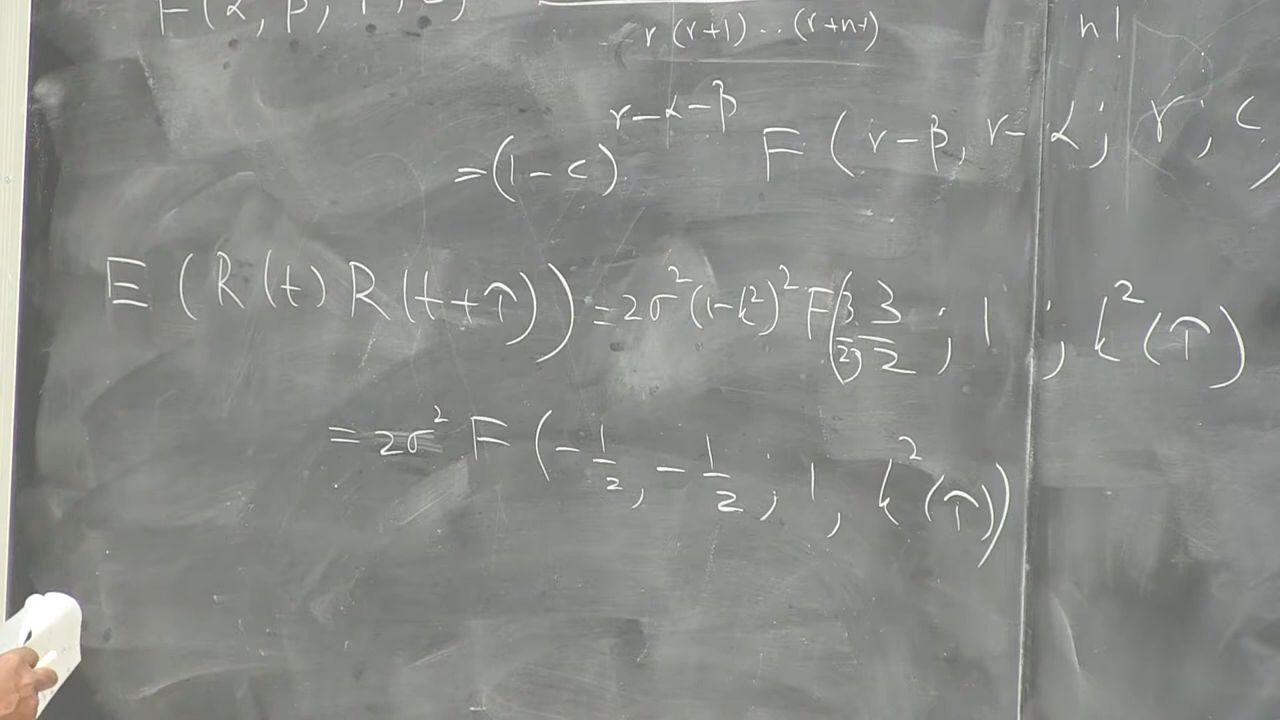 F(α, β,
r(r+1) ... (r+n-1) n!
=(1-c)^{r-α-β} F(r-β, r-α; r; c)
E(R(t)R(t+τ))=2σ²(1-k²)² F(3/2, 3/2; 1; k²(τ))
=2σ² F(-1/2, -1/2; 1, k²(τ))